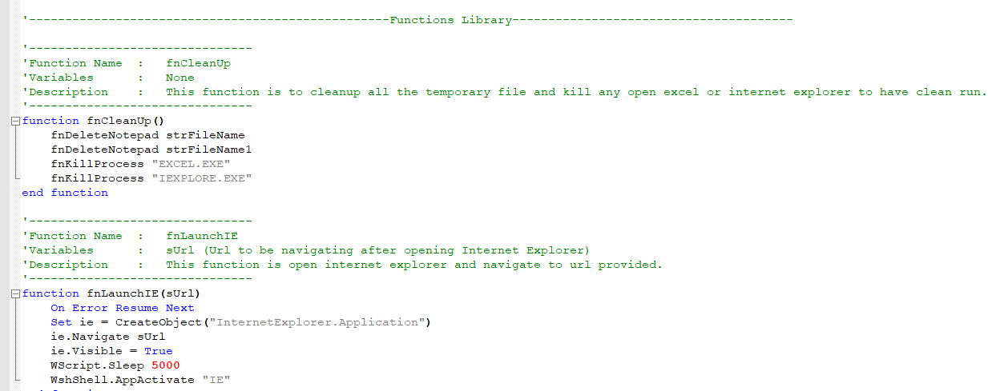 '--------------------------------------------------Functions Library---------------------------------------
'-------------------------------
'Function Name  :   fnCleanUp
'Variables      :   None
'Description    :   This function is to cleanup all the temporary file and kill any open excel or internet explorer to have clean run.
'-------------------------------
function fnCleanUp()
    fnDeleteNotepad strFileName
    fnDeleteNotepad strFileName1
    fnKillProcess "EXCEL.EXE"
    fnKillProcess "IEXPLORE.EXE"
end function
'-------------------------------
'Function Name  :   fnLaunchIE
'Variables      :   sUrl (Url to be navigating after opening Internet Explorer)
'Description    :   This function is open internet explorer and navigate to url provided.
'-------------------------------
function fnLaunchIE(sUrl)
    On Error Resume Next
    Set ie = CreateObject("InternetExplorer.Application")
    ie.Navigate sUrl
    ie.Visible = True
    WScript.Sleep 5000
    WshShell.AppActivate "IE"